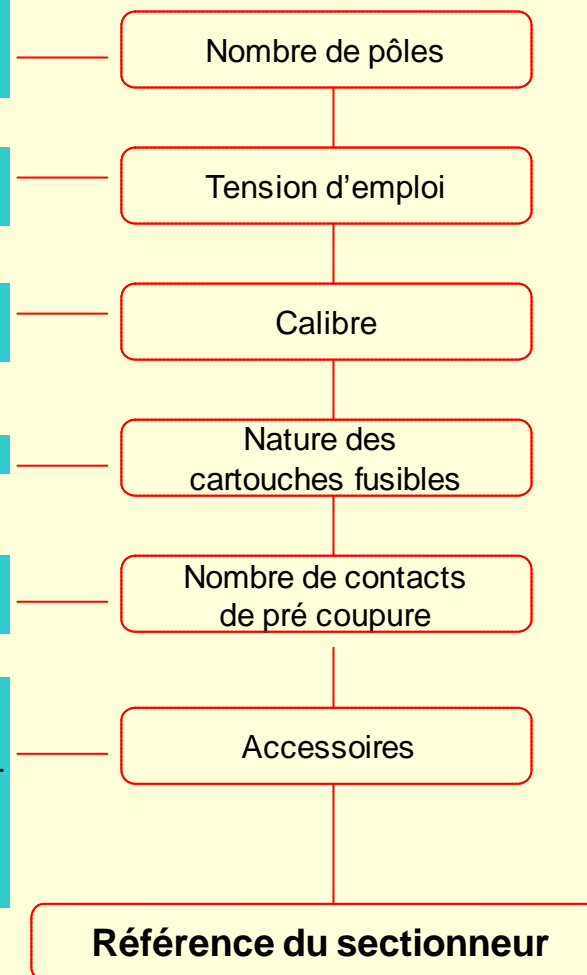 Nombre de pôles
Tension d’emploi
Calibre
Nature des
cartouches fusibles
Nombre de contacts
de pré coupure
Accessoires
Référence du sectionneur